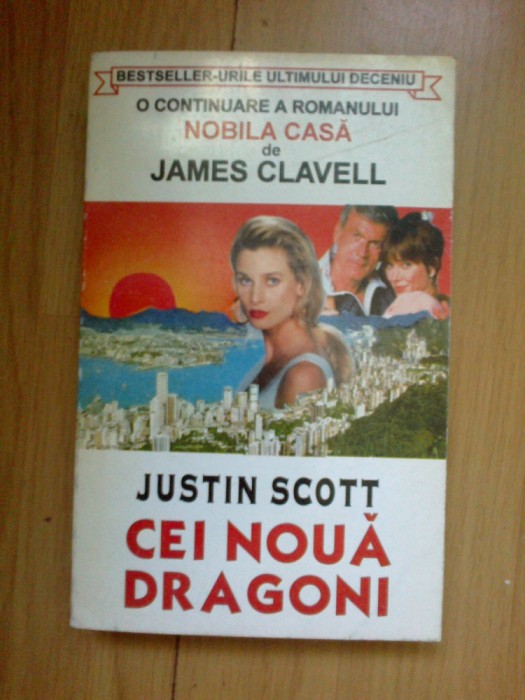 BESTSELLER-URILE ULTIMULUI DECENIU
O CONTINUARE A ROMANULUI
NOBILA CASĂ
de
JAMES CLAVELL
JUSTIN SCOTT
CEI NOUĂ
DRAGONI